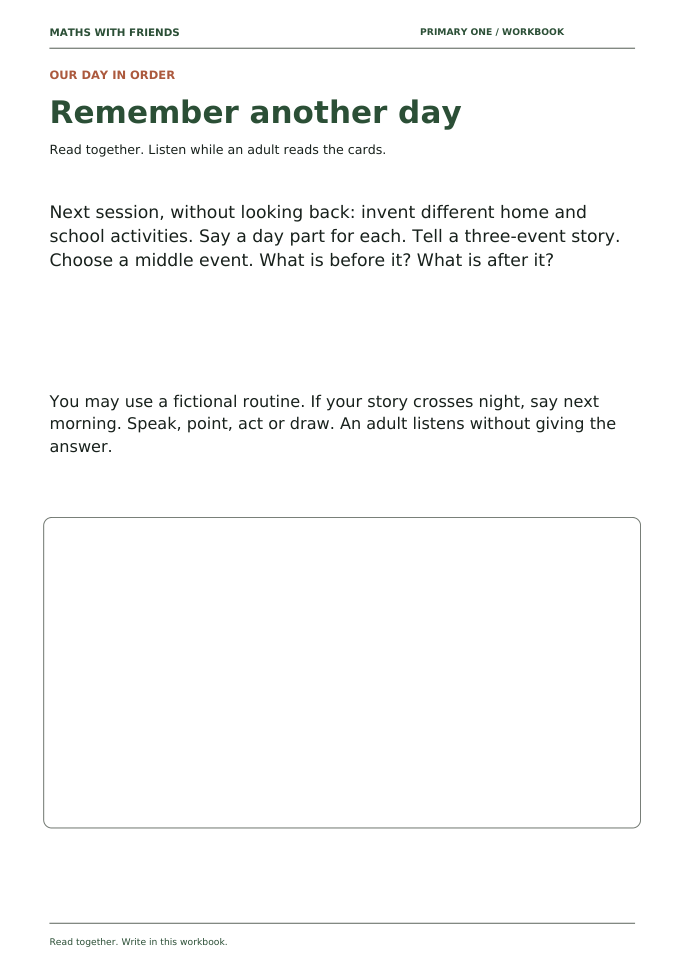 MATHS WITH FRIENDS
PRIMARY ONE / WORKBOOK
OUR DAY IN ORDER
Remember another day
Read together. Listen while an adult reads the cards.
Next session, without looking back: invent different home and
school activities. Say a day part for each. Tell a three-event story.
Choose a middle event. What is before it? What is after it?
You may use a fictional routine. If your story crosses night, say next
morning. Speak, point, act or draw. An adult listens without giving the
answer.
Read together. Write in this workbook.